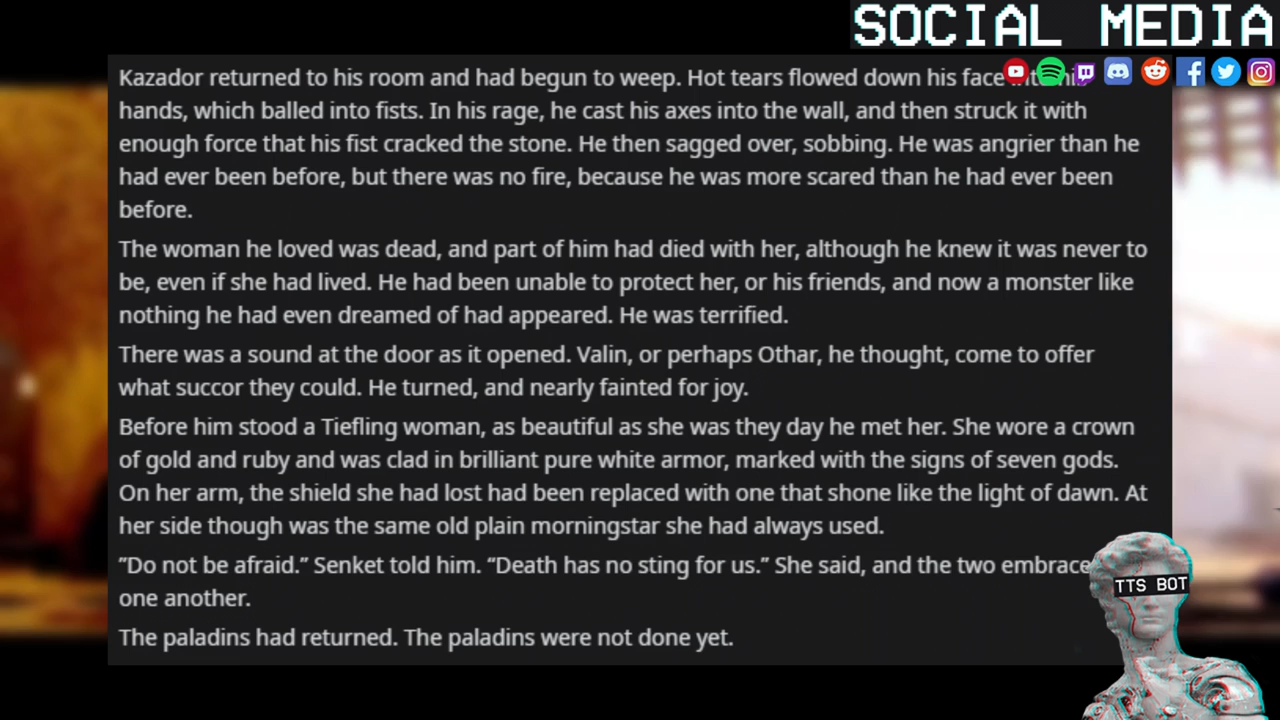 SOCIAL MEDIA
Kazador returned to his room and had begun to weep. Hot tears flowed down his face into his
hands, which balled into fists. In his rage, he cast his axes into the wall, and then struck it with
enough force that his fist cracked the stone. He then sagged over, sobbing. He was angrier than he
had ever been before, but there was no fire, because he was more scared than he had ever been
before.
The woman he loved was dead, and part of him had died with her, although he knew it was never to
be, even if she had lived. He had been unable to protect her, or his friends, and now a monster like
nothing he had even dreamed of had appeared. He was terrified.
There was a sound at the door as it opened. Valin, or perhaps Othar, he thought, come to offer
what succor they could. He turned, and nearly fainted for joy.
Before him stood a Tiefling woman, as beautiful as she was they day he met her. She wore a crown
of gold and ruby and was clad in brilliant pure white armor, marked with the signs of seven gods.
On her arm, the shield she had lost had been replaced with one that shone like the light of dawn. At
her side though was the same old plain morningstar she had always used.
”Do not be afraid.” Senket told him. “Death has no sting for us.” She said, and the two embrace
one another.
The paladins had returned. The paladins were not done yet.
TTS BOT